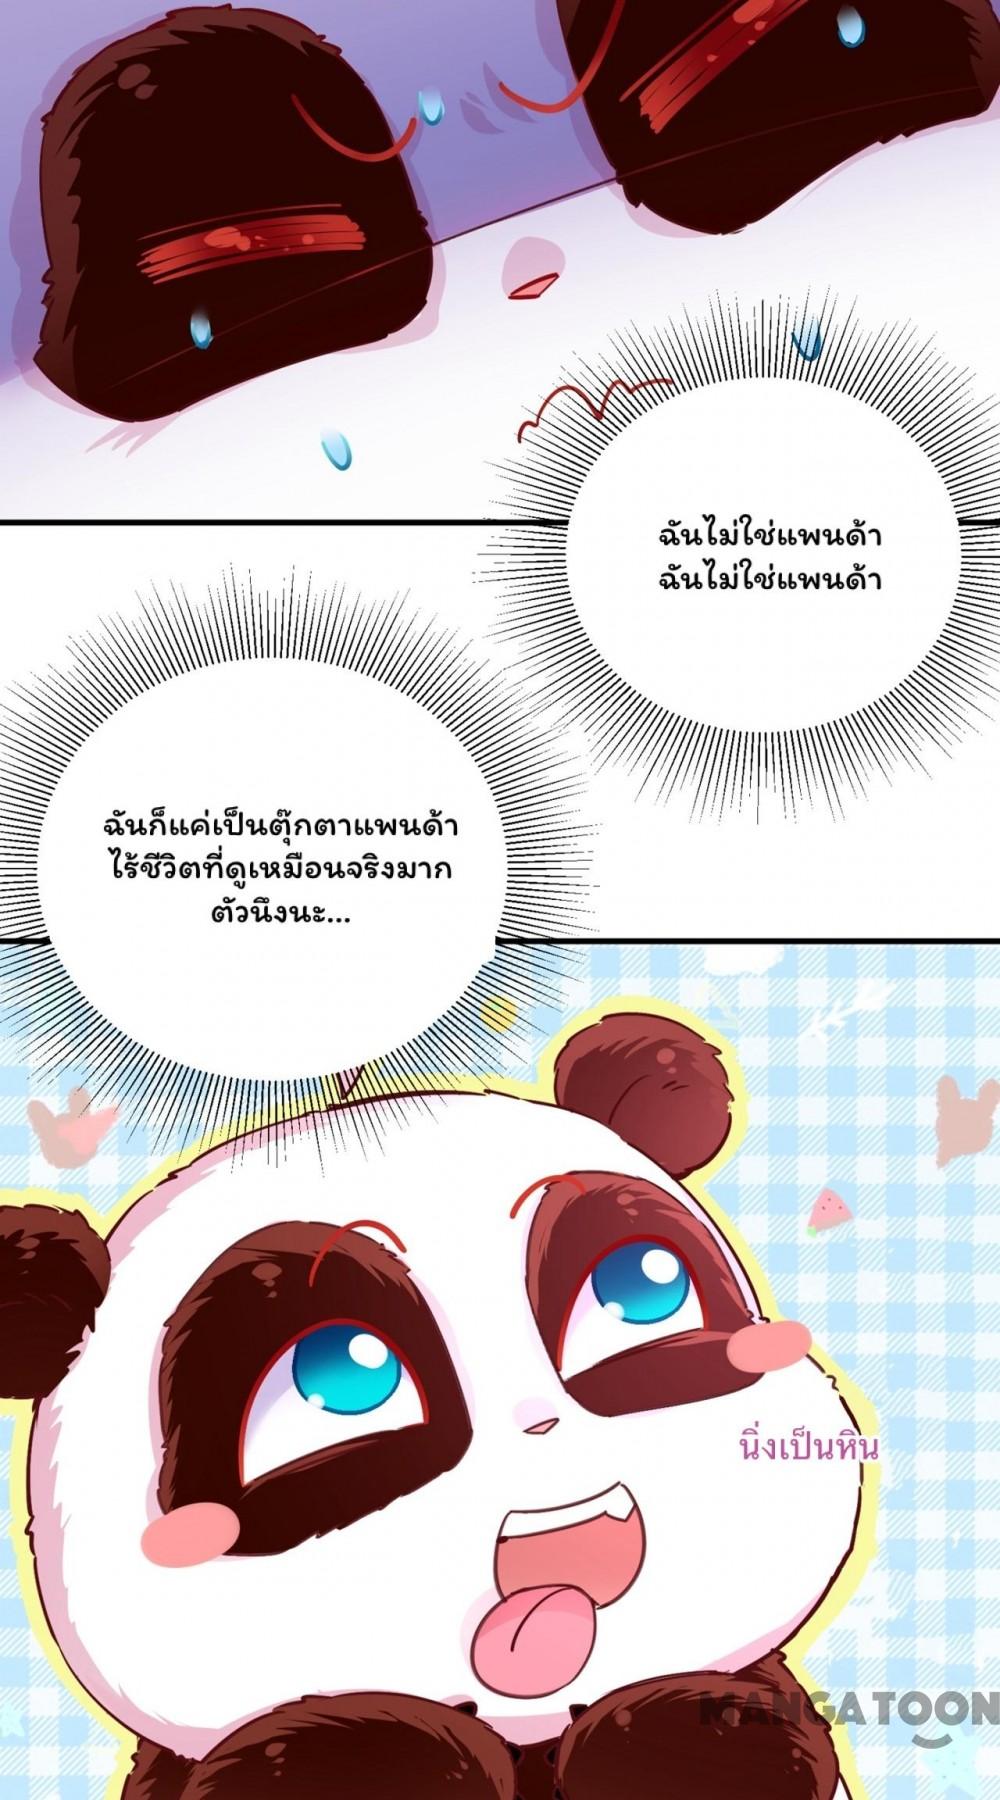 ฉันไม่ใช่แพนด้า
ฉันไม่ใช่แพนด้า
ฉันก็แค่เป็นตุ๊กตาแพนด้า
ไร้ชีวิตที่ดูเหมือนจริงมาก
ตัวนึงนะ...
นิ่งเป็นหิน
MANGATOON